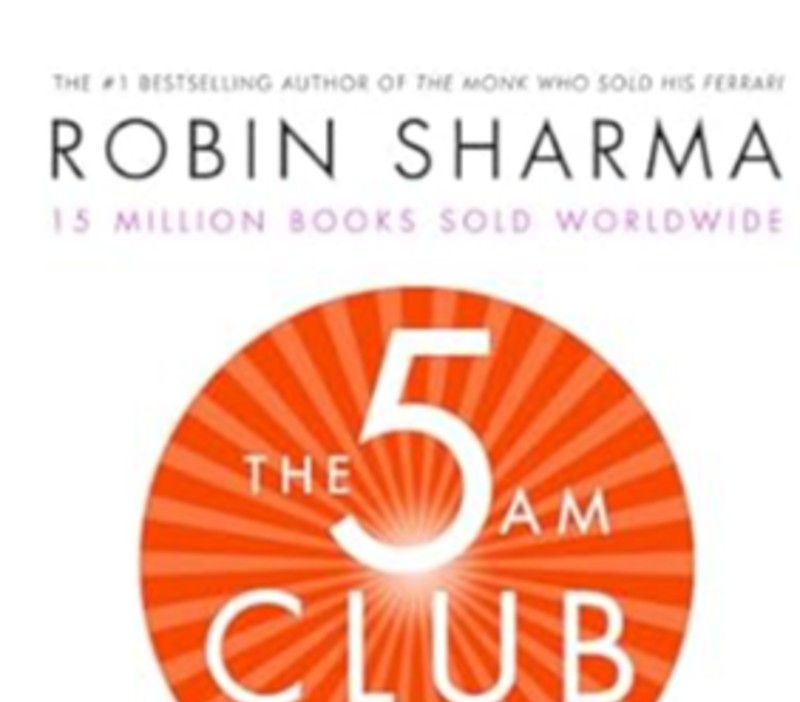 THE #1 BESTSELLING AUTHOR OF THE MONK WHO SOLD HIS FERRARI
ROBIN SHARMA
15 MILLION BOOKS SOLD WORLDWIDE
THE 5 AM
CLUB